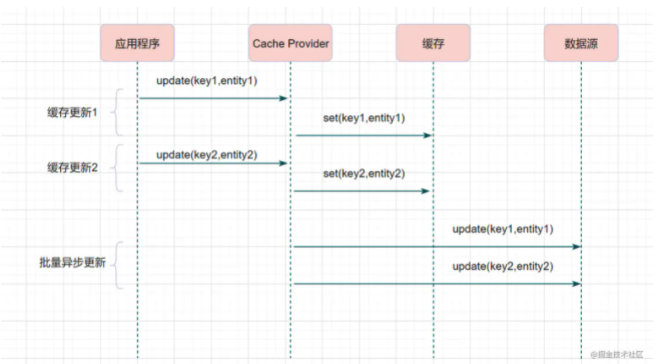 应用程序
Cache Provider
缓存
数据源
update(key1,entity1)
缓存更新1
set(key1,entity1)
update(key2,entity2)
缓存更新2
set(key2,entity2)
update(key1,entity1)
批量异步更新
update(key2,entity2)
@掘金技术社区